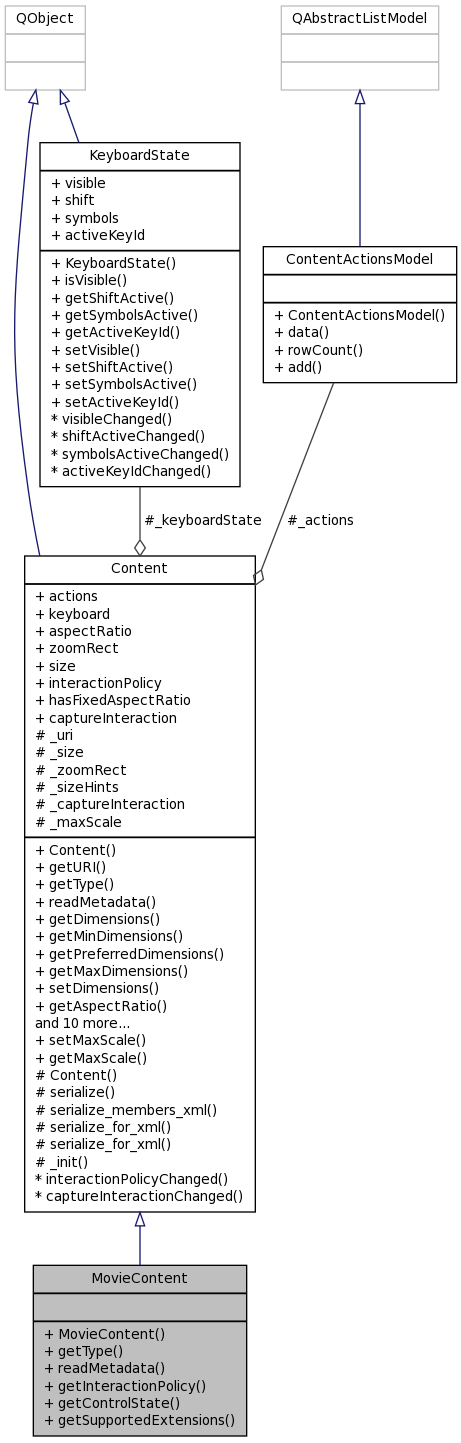 QObject
QAbstractListModel
KeyboardState
+ visible
+ shift
+ symbols
+ activeKeyId
+ KeyboardState()
+ isVisible()
+ getShiftActive()
+ getSymbolsActive()
+ getActiveKeyId()
+ setVisible()
+ setShiftActive()
+ setSymbolsActive()
+ setActiveKeyId()
* visibleChanged()
* shiftActiveChanged()
* symbolsActiveChanged()
* activeKeyIdChanged()
ContentActionsModel
+ ContentActionsModel()
+ data()
+ rowCount()
+ add()
#_keyboardState
#_actions
Content
+ actions
+ keyboard
+ aspectRatio
+ zoomRect
+ size
+ interactionPolicy
+ hasFixedAspectRatio
+ captureInteraction
# _uri
# _size
# _zoomRect
# _sizeHints
# _captureInteraction
# _maxScale
+ Content()
+ getURI()
+ getType()
+ readMetadata()
+ getDimensions()
+ getMinDimensions()
+ getPreferredDimensions()
+ getMaxDimensions()
+ setDimensions()
+ getAspectRatio()
and 10 more...
+ setMaxScale()
+ getMaxScale()
# Content()
# serialize()
# serialize_members_xml()
# serialize_for_xml()
# serialize_for_xml()
# _init()
* interactionPolicyChanged()
* captureInteractionChanged()
MovieContent
+ MovieContent()
+ getType()
+ readMetadata()
+ getInteractionPolicy()
+ getControlState()
+ getSupportedExtensions()